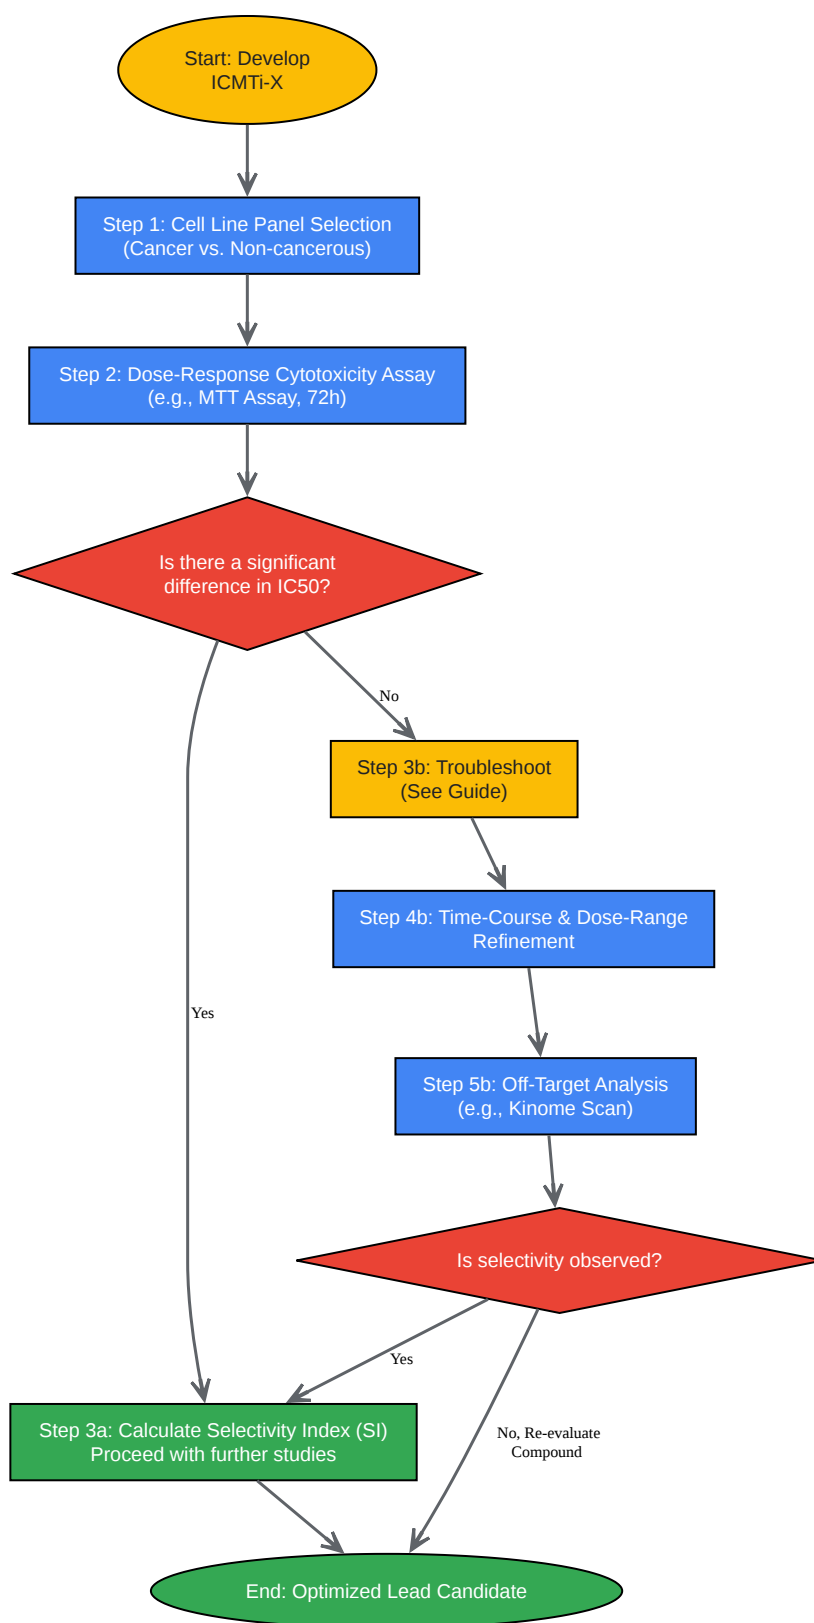 Start: Develop
ICMTi-X
Step 1: Cell Line Panel Selection
(Cancer vs. Non-cancerous)
Step 2: Dose-Response Cytotoxicity Assay
(e.g., MTT Assay, 72h)
Is there a significant
difference in IC50?
No
Step 3b: Troubleshoot
(See Guide)
Step 4b: Time-Course & Dose-Range
Refinement
Yes
Step 5b: Off-Target Analysis
(e.g., Kinome Scan)
Is selectivity observed?
Yes
Step 3a: Calculate Selectivity Index (SI)
Proceed with further studies
No, Re-evaluate
Compound
End: Optimized Lead Candidate